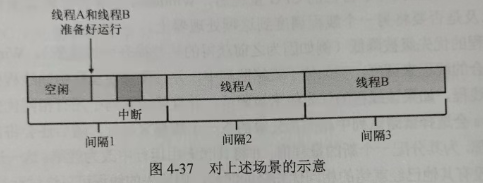 线程A和线程B
准备好运行
空闲
线程A
线程B
中断
间隔1
间隔2
间隔3
图 4-37 对上述场景的示意